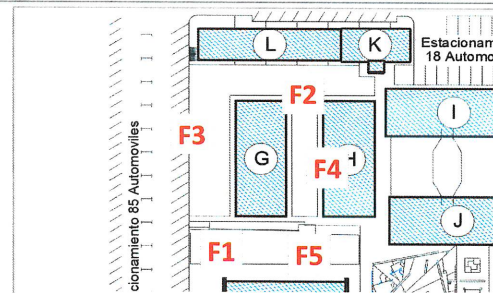 L
K
Estacionam
18 Automo
F2
I
F3
G
H
F4
cionamiento 85 Automoviles
J
F1
F5